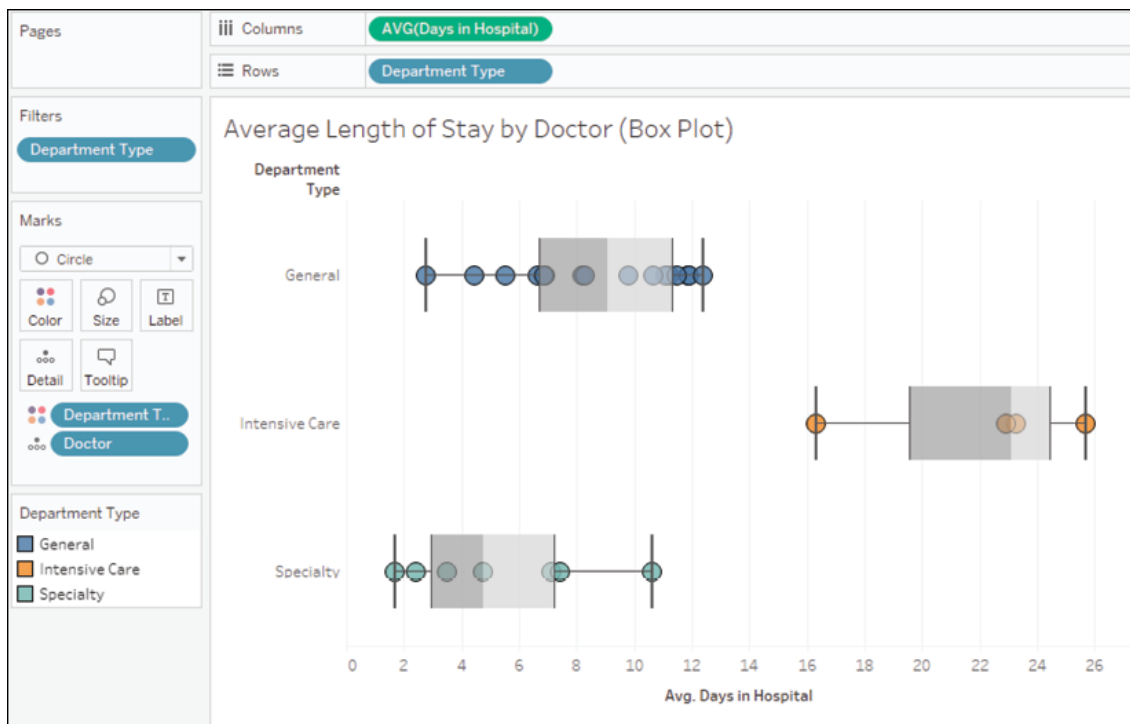 Pages
Columns
AVG(Days in Hospital)
Rows
Department Type
Filters
Department Type
Marks
Circle
Color
Size
Label
Detail
Tooltip
Department T..
Doctor
Department Type
General
Intensive Care
Specialty
Average Length of Stay by Doctor (Box Plot)
Department
Type
General
Intensive Care
Specialty
0 2 4 6 8 10 12 14 16 18 20 22 24 26
Avg. Days in Hospital